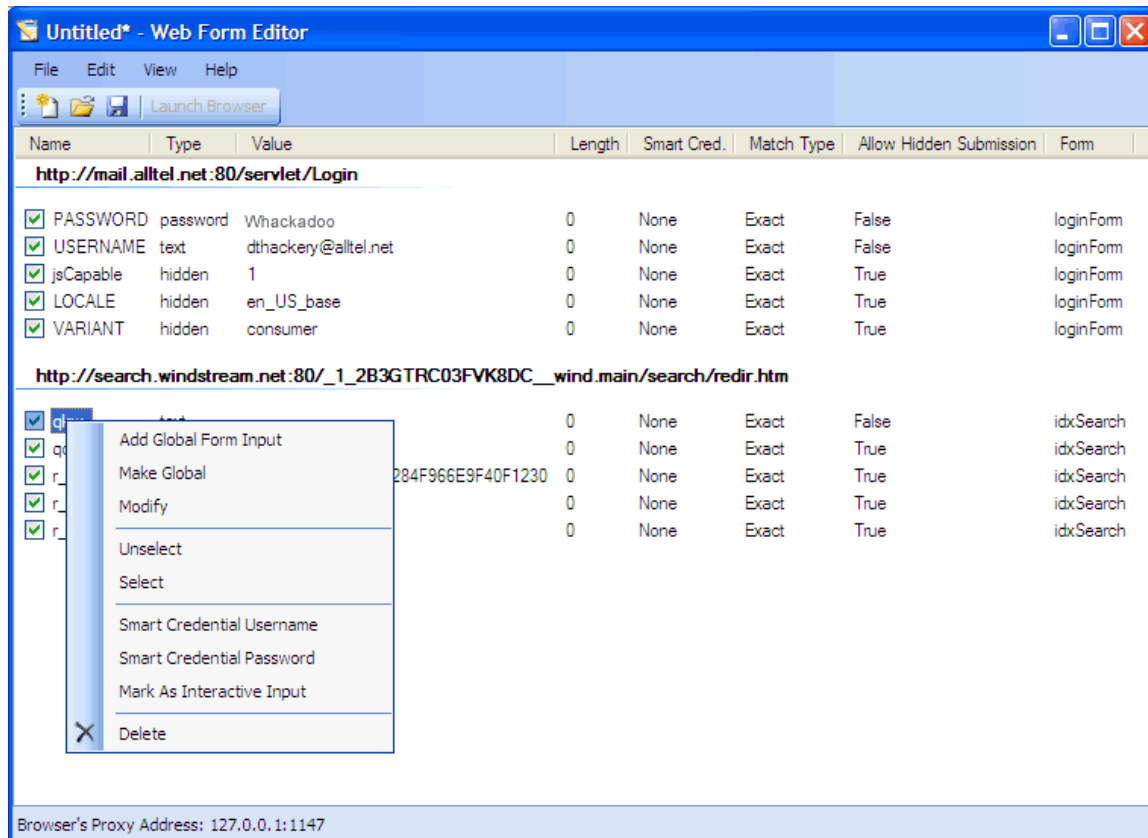 Untitled* - Web Form Editor
File Edit View Help
Launch Browser
Name Type Value Length Smart Cred. Match Type Allow Hidden Submission Form
http://mail.alltel.net:80/servlet/Login
PASSWORD password Whackadoo 0 None Exact False loginForm
USERNAME text dthackery@alltel.net 0 None Exact False loginForm
jsCapable hidden 1 0 None Exact True loginForm
LOCALE hidden en_US_base 0 None Exact True loginForm
VARIANT hidden consumer 0 None Exact True loginForm
http://search.windstream.net:80/_1_2B3GTRC03FVK8DC__wind.main/search/redir.htm
0 None Exact False idxSearch
0 None Exact True idxSearch
284F966E9F40F1230 0 None Exact True idxSearch
r_ 0 None Exact True idxSearch
r_ 0 None Exact True idxSearch
Add Global Form Input
Make Global
Modify
Unselect
Select
Smart Credential Username
Smart Credential Password
Mark As Interactive Input
Delete
Browser's Proxy Address: 127.0.0.1:1147